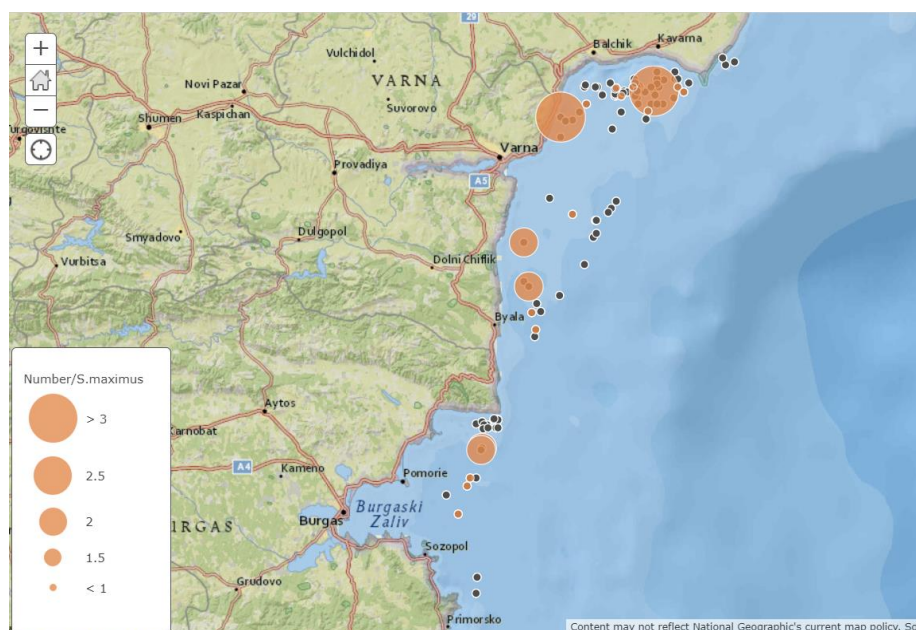 29
Balchik
Kavarna
+
Vulchidol
VARNA
Novi Pazar
Suvorovo
−
Kaspichan
Shumen
Varna
Provadiya
A5
Smyadovo
Dulgopol
Vurbitsa
Dolni Chiflik
Byala
Number/S.maximus
> 3
2.5
2
1.5
< 1
Aytos
Karnobat
A4
Kameno
Pomorie
Burgas
Burgaski
Zaliv
Sozopol
Grudovo
Primorsko
Content may not reflect National Geographic's current map policy.